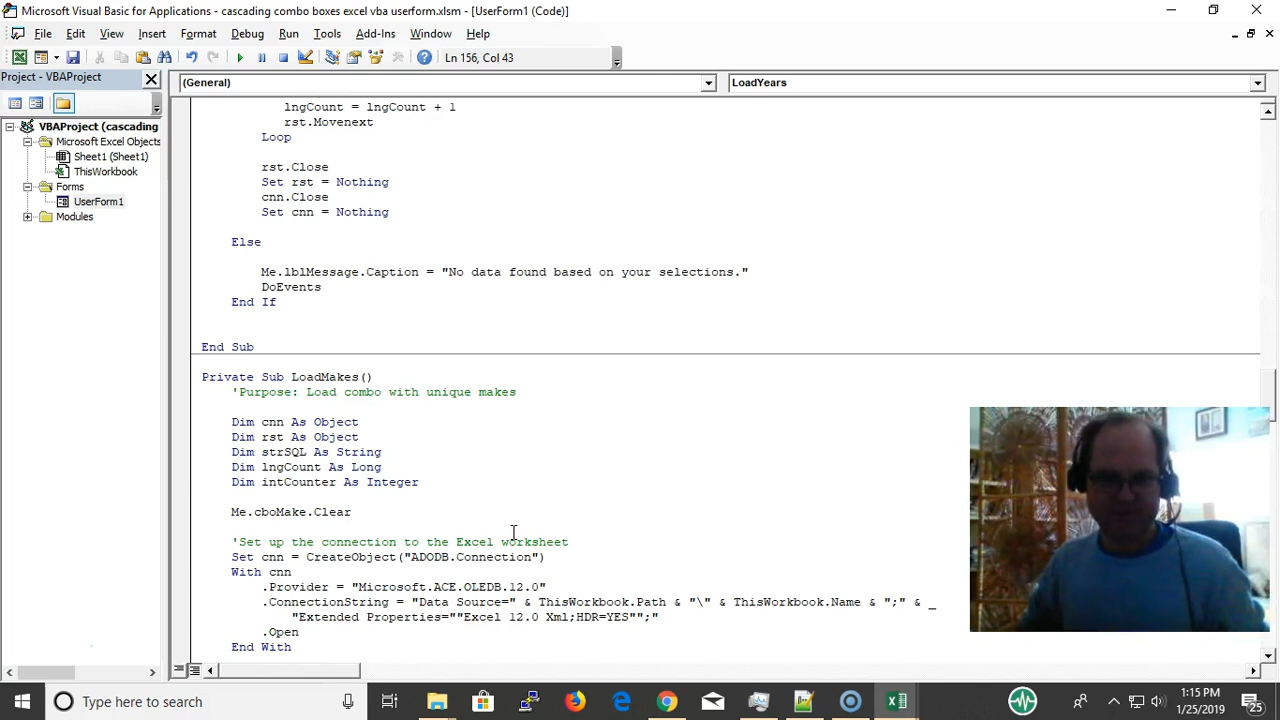 Microsoft Visual Basic for Applications - cascading combo boxes excel vba userform.xlsm - [UserForm1 (Code)]
File Edit View Insert Format Debug Run Tools Add-Ins Window Help
Ln 156, Col 43
Project - VBAProject
(General)
LoadYears
VBAProject (cascading
Microsoft Excel Objects
Sheet1 (Sheet1)
ThisWorkbook
Forms
UserForm1
Modules
lngCount = lngCount + 1
rst.Movenext
Loop
rst.Close
Set rst = Nothing
cnn.Close
Set cnn = Nothing
Else
Me.lblMessage.Caption = "No data found based on your selections."
DoEvents
End If
End Sub
Private Sub LoadMakes()
'Purpose: Load combo with unique makes
Dim cnn As Object
Dim rst As Object
Dim strSQL As String
Dim lngCount As Long
Dim intCounter As Integer
Me.cboMake.Clear
'Set up the connection to the Excel worksheet
Set cnn = CreateObject("ADODB.Connection")
With cnn
.Provider = "Microsoft.ACE.OLEDB.12.0"
.ConnectionString = "Data Source=" & ThisWorkbook.Path & "\" & ThisWorkbook.Name & ";" & _
"Extended Properties=""Excel 12.0 Xml;HDR=YES"";"
.Open
End With
Type here to search
1:15 PM
1/25/2019
25